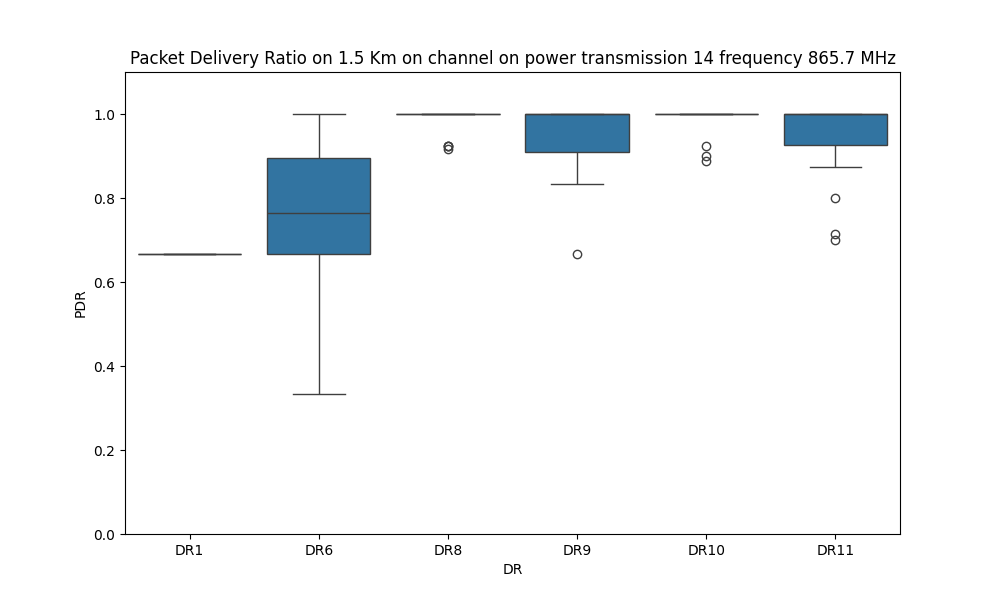 Packet Delivery Ratio on 1.5 Km on channel on power transmission 14 frequency 865.7 MHz
1.0
0.8
0.6
0.4
0.2
0.0
PDR
DR1 DR6 DR8 DR9 DR10 DR11
DR